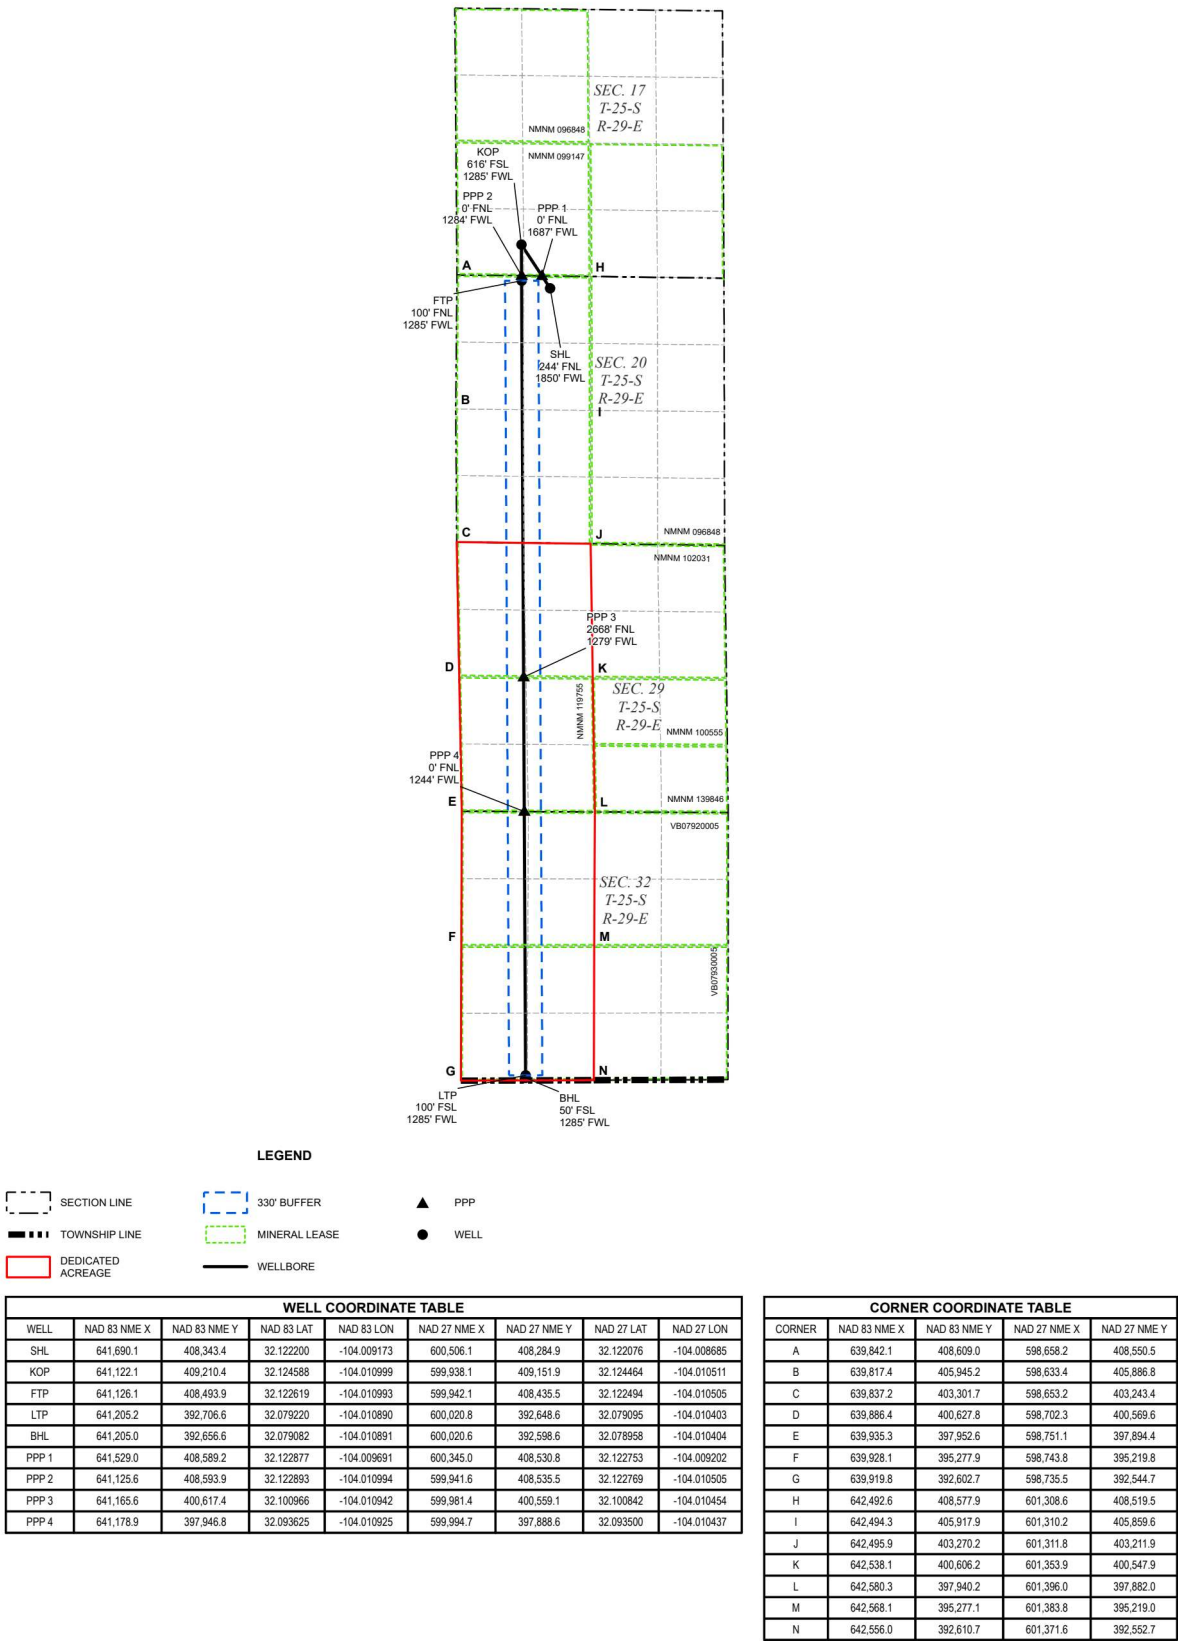 SEC. 17
T-25-S
R-29-E
NMNM 096848
NMNM 099147
KOP
616' FSL
1285' FWL
PPP 2
0' FNL
1284' FWL
PPP 1
0' FNL
1687' FWL
A
H
FTP
100' FNL
1285' FWL
SHL
244' FNL
1850' FWL
SEC. 20
T-25-S
R-29-E
B
I
C
J
NMNM 096848
NMNM 102031
PPP 3
2668' FNL
1279' FWL
D
K
SEC. 29
T-25-S
R-29-E
NMNM 119755
NMNM 100555
PPP 4
0' FNL
1244' FWL
E
L
NMNM 139846
VB07920005
SEC. 32
T-25-S
R-29-E
F
M
VB07930005
G
N
LTP
100' FSL
1285' FWL
BHL
50' FSL
1285' FWL
LEGEND
SECTION LINE
330' BUFFER
PPP
TOWNSHIP LINE
MINERAL LEASE
WELL
DEDICATED
ACREAGE
WELLBORE
WELL COORDINATE TABLE
WELL NAD 83 NME X NAD 83 NME Y NAD 83 LAT NAD 83 LON NAD 27 NME X NAD 27 NME Y NAD 27 LAT NAD 27 LON
SHL 641,690.1 408,343.4 32.122200 -104.009173 600,506.1 408,284.9 32.122076 -104.008685
KOP 641,122.1 409,210.4 32.124588 -104.010999 599,938.1 409,151.9 32.124464 -104.010511
FTP 641,126.1 408,493.9 32.122619 -104.010993 599,942.1 408,435.5 32.122494 -104.010505
LTP 641,205.2 392,706.6 32.079220 -104.010890 600,020.8 392,648.6 32.079095 -104.010403
BHL 641,205.0 392,656.6 32.079082 -104.010891 600,020.6 392,598.6 32.078958 -104.010404
PPP 1 641,529.0 408,589.2 32.122877 -104.009691 600,345.0 408,530.8 32.122753 -104.009202
PPP 2 641,125.6 408,593.9 32.122893 -104.010994 599,941.6 408,535.5 32.122769 -104.010505
PPP 3 641,165.6 400,617.4 32.100966 -104.010942 599,981.4 400,559.1 32.100842 -104.010454
PPP 4 641,178.9 397,946.8 32.093625 -104.010925 599,994.7 397,888.6 32.093500 -104.010437
CORNER COORDINATE TABLE
CORNER NAD 83 NME X NAD 83 NME Y NAD 27 NME X NAD 27 NME Y
A 639,842.1 408,609.0 598,658.2 408,550.5
B 639,817.4 405,945.2 598,633.4 405,886.8
C 639,837.2 403,301.7 598,653.2 403,243.4
D 639,886.4 400,627.8 598,702.3 400,569.6
E 639,935.3 397,952.6 598,751.1 397,894.4
F 639,928.1 395,277.9 598,743.8 395,219.8
G 639,919.8 392,602.7 598,735.5 392,544.7
H 642,492.6 408,577.9 601,308.6 408,519.5
I 642,494.3 405,917.9 601,310.2 405,859.6
J 642,495.9 403,270.2 601,311.8 403,211.9
K 642,538.1 400,606.2 601,353.9 400,547.9
L 642,580.3 397,940.2 601,396.0 397,882.0
M 642,568.1 395,277.1 601,383.8 395,219.0
N 642,556.0 392,610.7 601,371.6 392,552.7